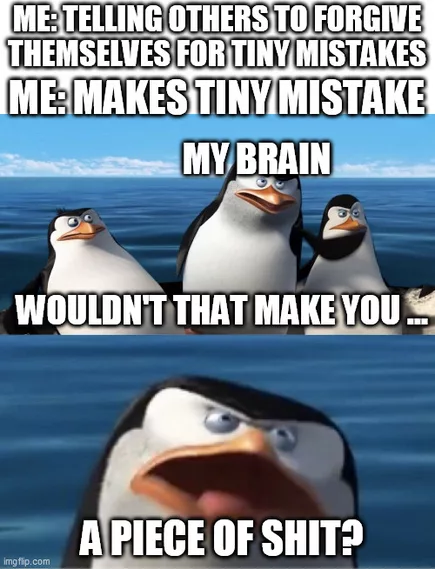 ME: TELLING OTHERS TO FORGIVE
THEMSELVES FOR TINY MISTAKES
ME: MAKES TINY MISTAKE
MY BRAIN
WOULDN'T THAT MAKE YOU ...
A PIECE OF SHIT?
imgflip.com